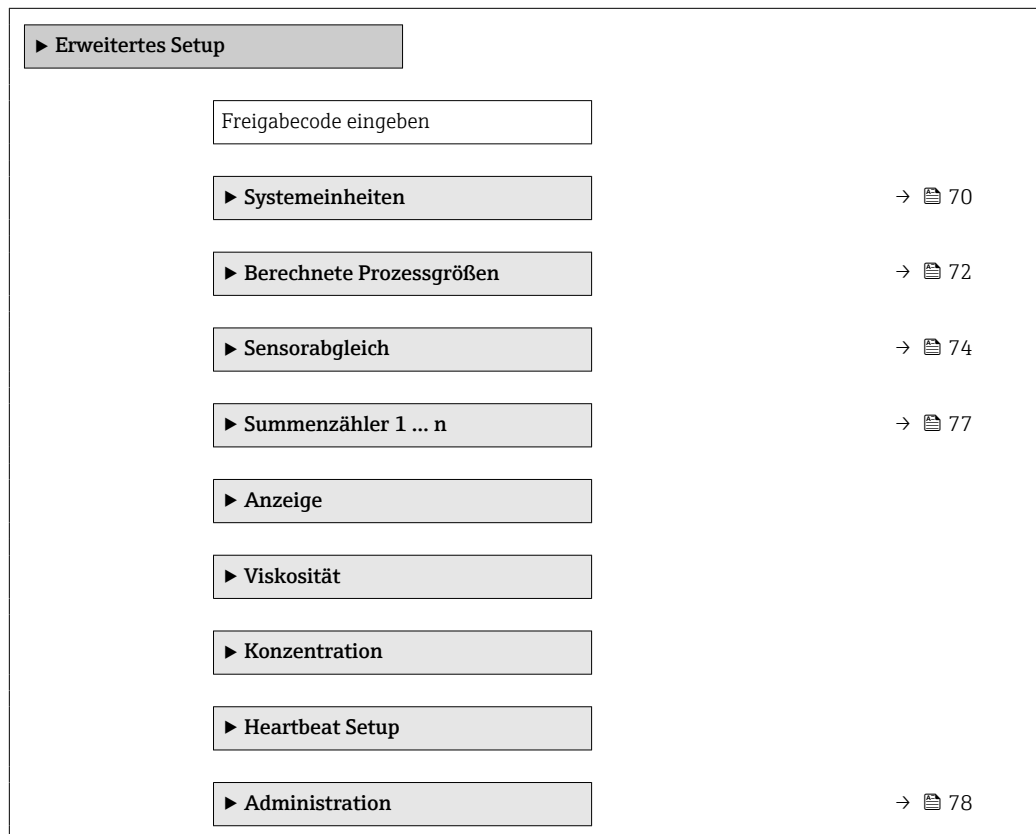 ▶ Erweitertes Setup
Freigabecode eingeben
▶ Systemeinheiten → 70
▶ Berechnete Prozessgrößen → 72
▶ Sensorabgleich → 74
▶ Summenzähler 1 ... n → 77
▶ Anzeige
▶ Viskosität
▶ Konzentration
▶ Heartbeat Setup
▶ Administration → 78